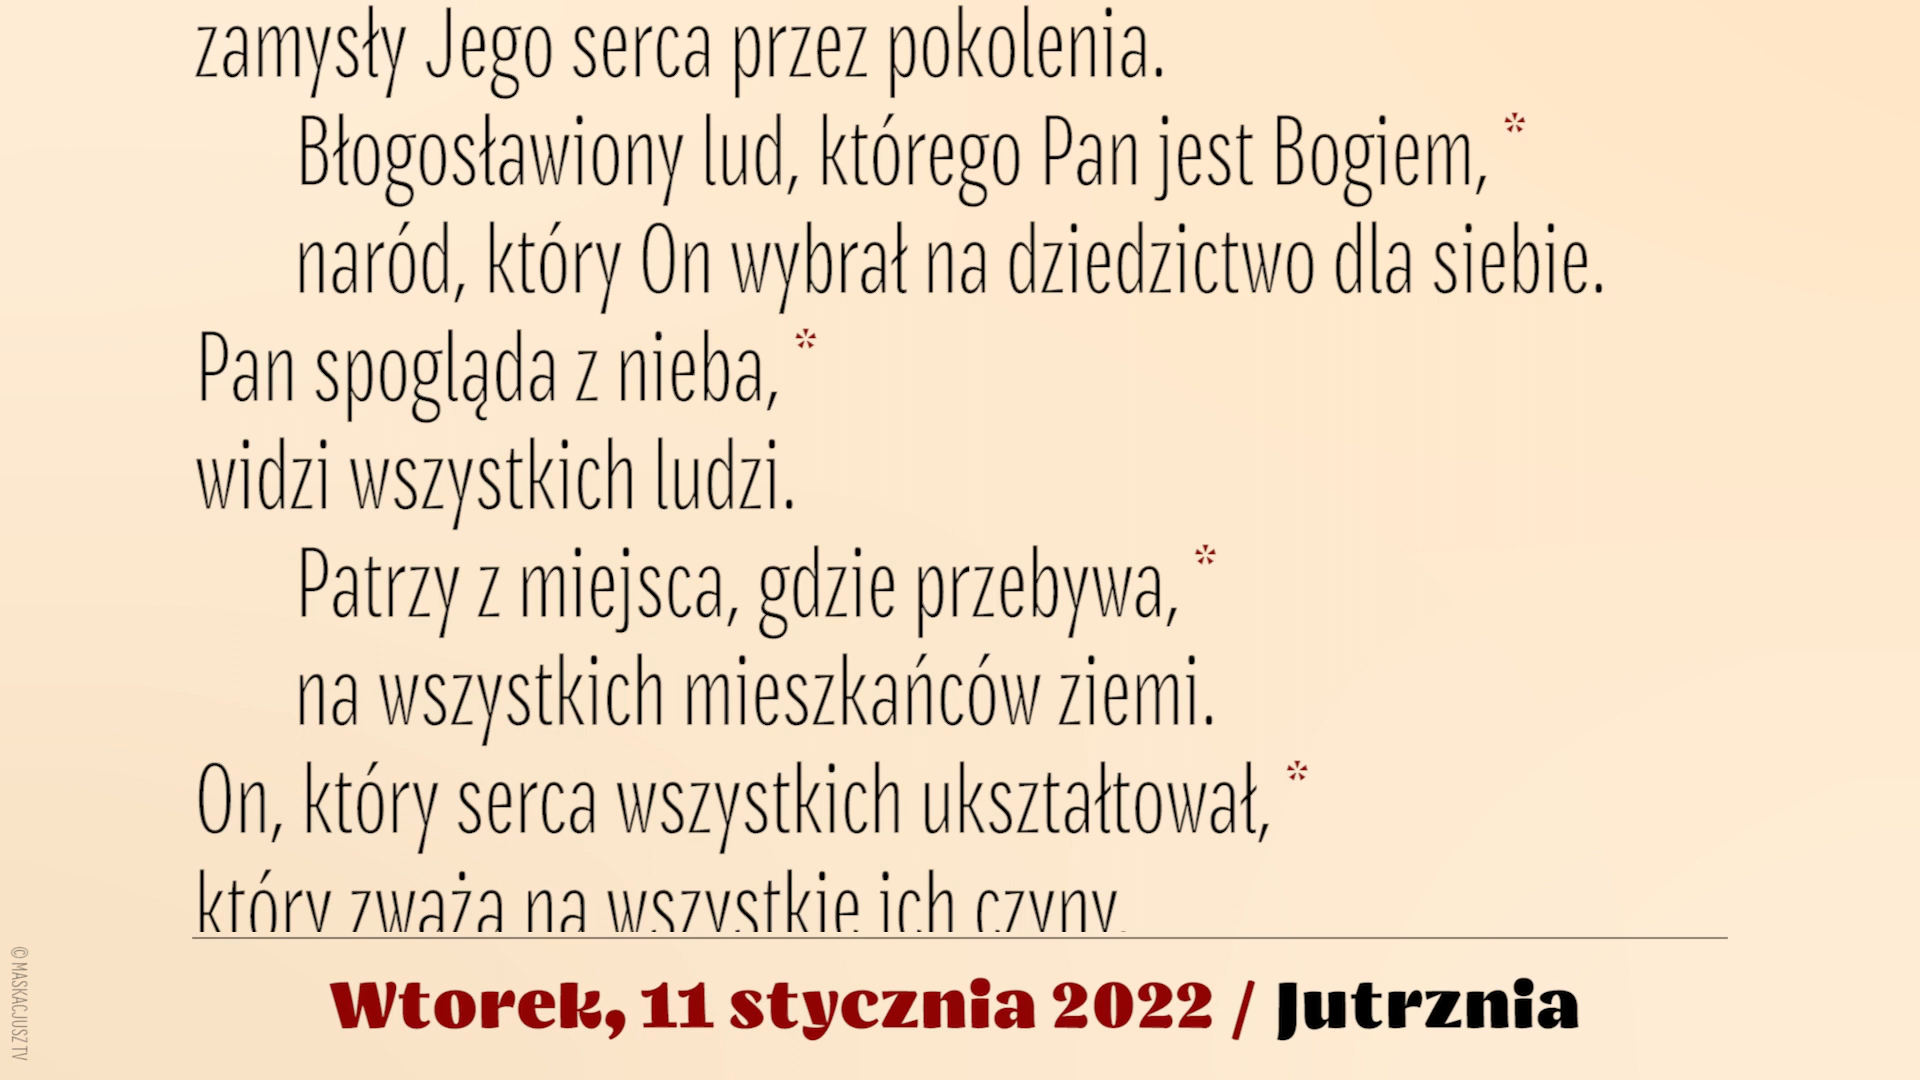 zamysły Jego serca przez pokolenia.
Błogosławiony lud, którego Pan jest Bogiem, *
naród, który On wybrał na dziedzictwo dla siebie.
Pan spogląda z nieba, *
widzi wszystkich ludzi.
Patrzy z miejsca, gdzie przebywa, *
na wszystkich mieszkańców ziemi.
On, który serca wszystkich ukształtował, *
który zważa na wszystkie ich czyny.
Wtorek, 11 stycznia 2022 / Jutrznia
© MASKACJUSZ TV